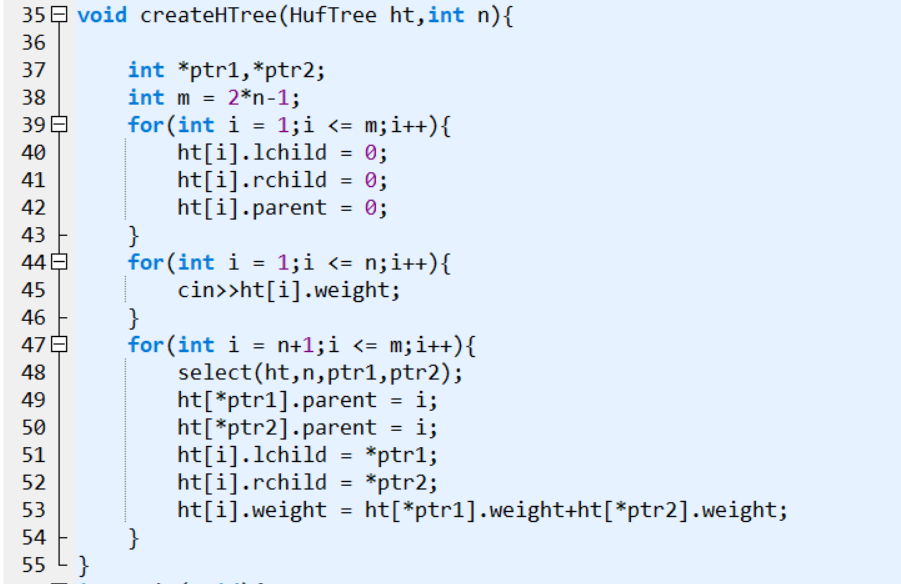 35 void createHTree(HufTree ht,int n){
36
37     int *ptr1,*ptr2;
38     int m = 2*n-1;
39     for(int i = 1;i <= m;i++){
40         ht[i].lchild = 0;
41         ht[i].rchild = 0;
42         ht[i].parent = 0;
43     }
44     for(int i = 1;i <= n;i++){
45         cin>>ht[i].weight;
46     }
47     for(int i = n+1;i <= m;i++){
48         select(ht,n,ptr1,ptr2);
49         ht[*ptr1].parent = i;
50         ht[*ptr2].parent = i;
51         ht[i].lchild = *ptr1;
52         ht[i].rchild = *ptr2;
53         ht[i].weight = ht[*ptr1].weight+ht[*ptr2].weight;
54     }
55 }